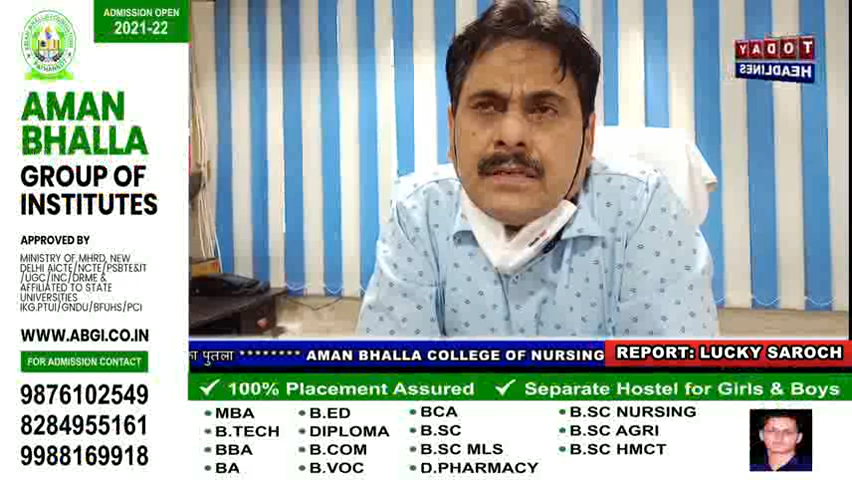 ADMISSION OPEN
2021-22
AMAN
BHALLA
GROUP OF
INSTITUTES
APPROVED BY
MINISTRY OF MHRD, NEW
DELHI AICTE/NCTE/PSBTE&IT
/UGC/INC/DRME &
AFFILIATED TO STATE
UNIVERSITIES
IKG.PTU/GNDU/BFUHS/PCI
WWW.ABGI.CO.IN
FOR ADMISSION CONTACT
9876102549
8284955161
9988169918
TODAY
HEADLINES
का पुतला ******** AMAN BHALLA COLLEGE OF NURSING
REPORT: LUCKY SAROCH
100% Placement Assured
Separate Hostel for Girls & Boys
MBA
B.TECH
BBA
BA
B.ED
DIPLOMA
B.COM
B.VOC
BCA
B.SC
B.SC MLS
D.PHARMACY
B.SC NURSING
B.SC AGRI
B.SC HMCT